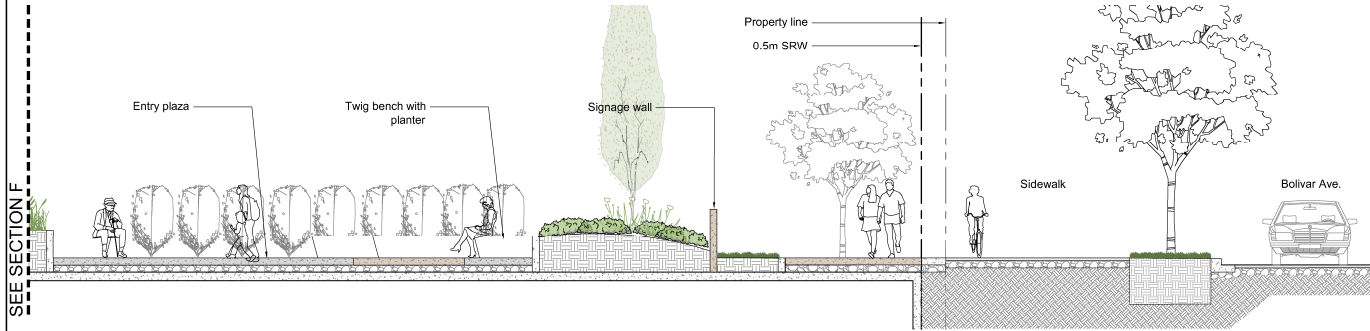 Property line
0.5m SRW
Entry plaza
Twig bench with
planter
Signage wall
Sidewalk
Bolivar Ave.
SEE SECTION F